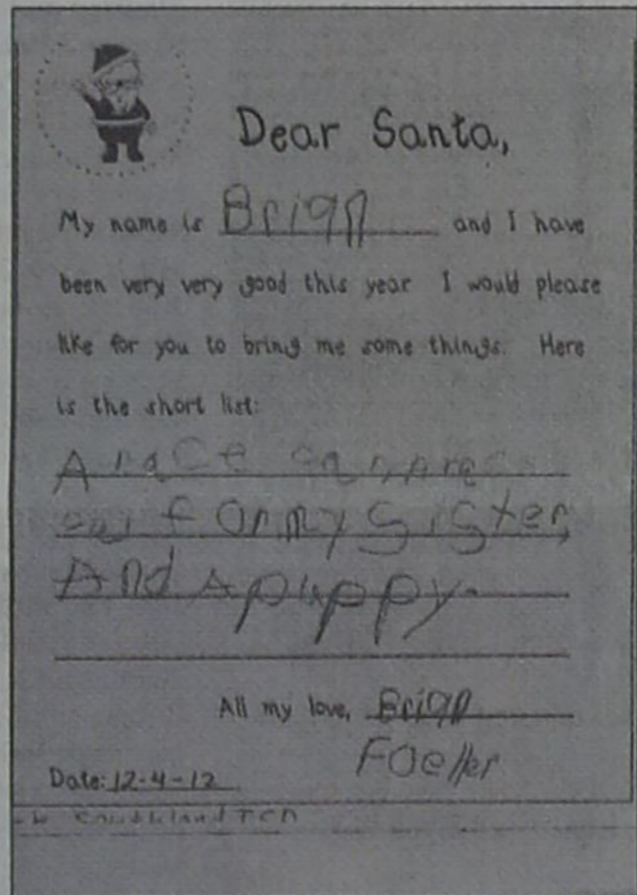 Dear Santa,
My name is Brian and I have
been very very good this year I would please
like for you to bring me some things. Here
is the short list:
A race car,
for my sister,
And A puppy.
All my love, Brian
Foeller
Date: 12-4-12